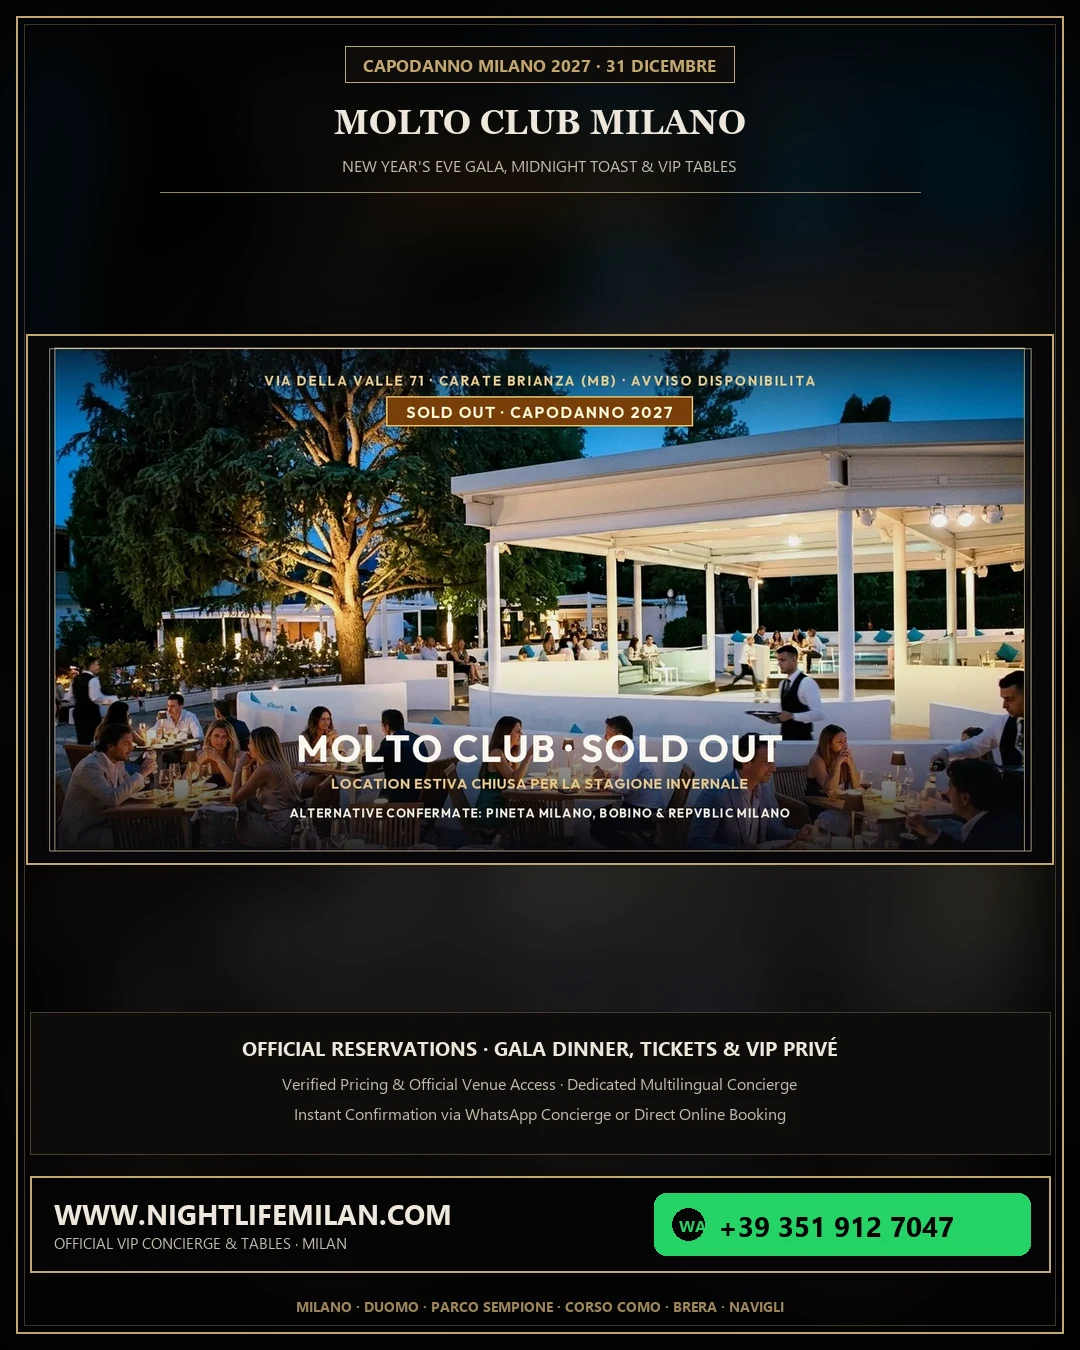 CAPODANNO MILANO 2027 · 31 DICEMBRE
MOLTO CLUB MILANO
NEW YEAR'S EVE GALA, MIDNIGHT TOAST & VIP TABLES
VIA DELLA VALLE 71 · CARATE BRIANZA (MB) · AVVISO DISPONIBILITA
SOLD OUT · CAPODANNO 2027
MOLTO CLUB · SOLD OUT
LOCATION ESTIVA CHIUSA PER LA STAGIONE INVERNALE
ALTERNATIVE CONFERMATE: PINETA MILANO, BOBINO & REPVBLIC MILANO
OFFICIAL RESERVATIONS · GALA DINNER, TICKETS & VIP PRIVÉ
Verified Pricing & Official Venue Access · Dedicated Multilingual Concierge
Instant Confirmation via WhatsApp Concierge or Direct Online Booking
WWW.NIGHTLIFEMILAN.COM
OFFICIAL VIP CONCIERGE & TABLES · MILAN
WA +39 351 912 7047
MILANO · DUOMO · PARCO SEMPIONE · CORSO COMO · BRERA · NAVIGLI